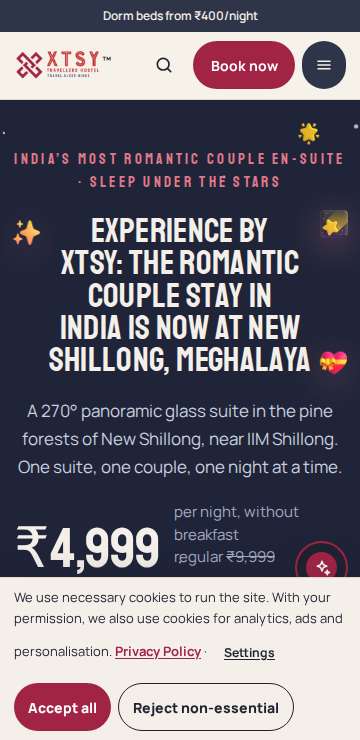 Dorm beds from ₹400/night
XTSY™
TRAVELLERS HOSTEL
Book now
INDIA'S MOST ROMANTIC COUPLE EN-SUITE
· SLEEP UNDER THE STARS
EXPERIENCE BY
XTSY: THE ROMANTIC
COUPLE STAY IN
INDIA IS NOW AT NEW
SHILLONG, MEGHALAYA
A 270° panoramic glass suite in the pine
forests of New Shillong, near IIM Shillong.
One suite, one couple, one night at a time.
₹4,999
per night, without
breakfast
regular ₹9,999
We use necessary cookies to run the site. With your
permission, we also use cookies for analytics, ads and
personalisation. Privacy Policy · Settings
Accept all
Reject non-essential